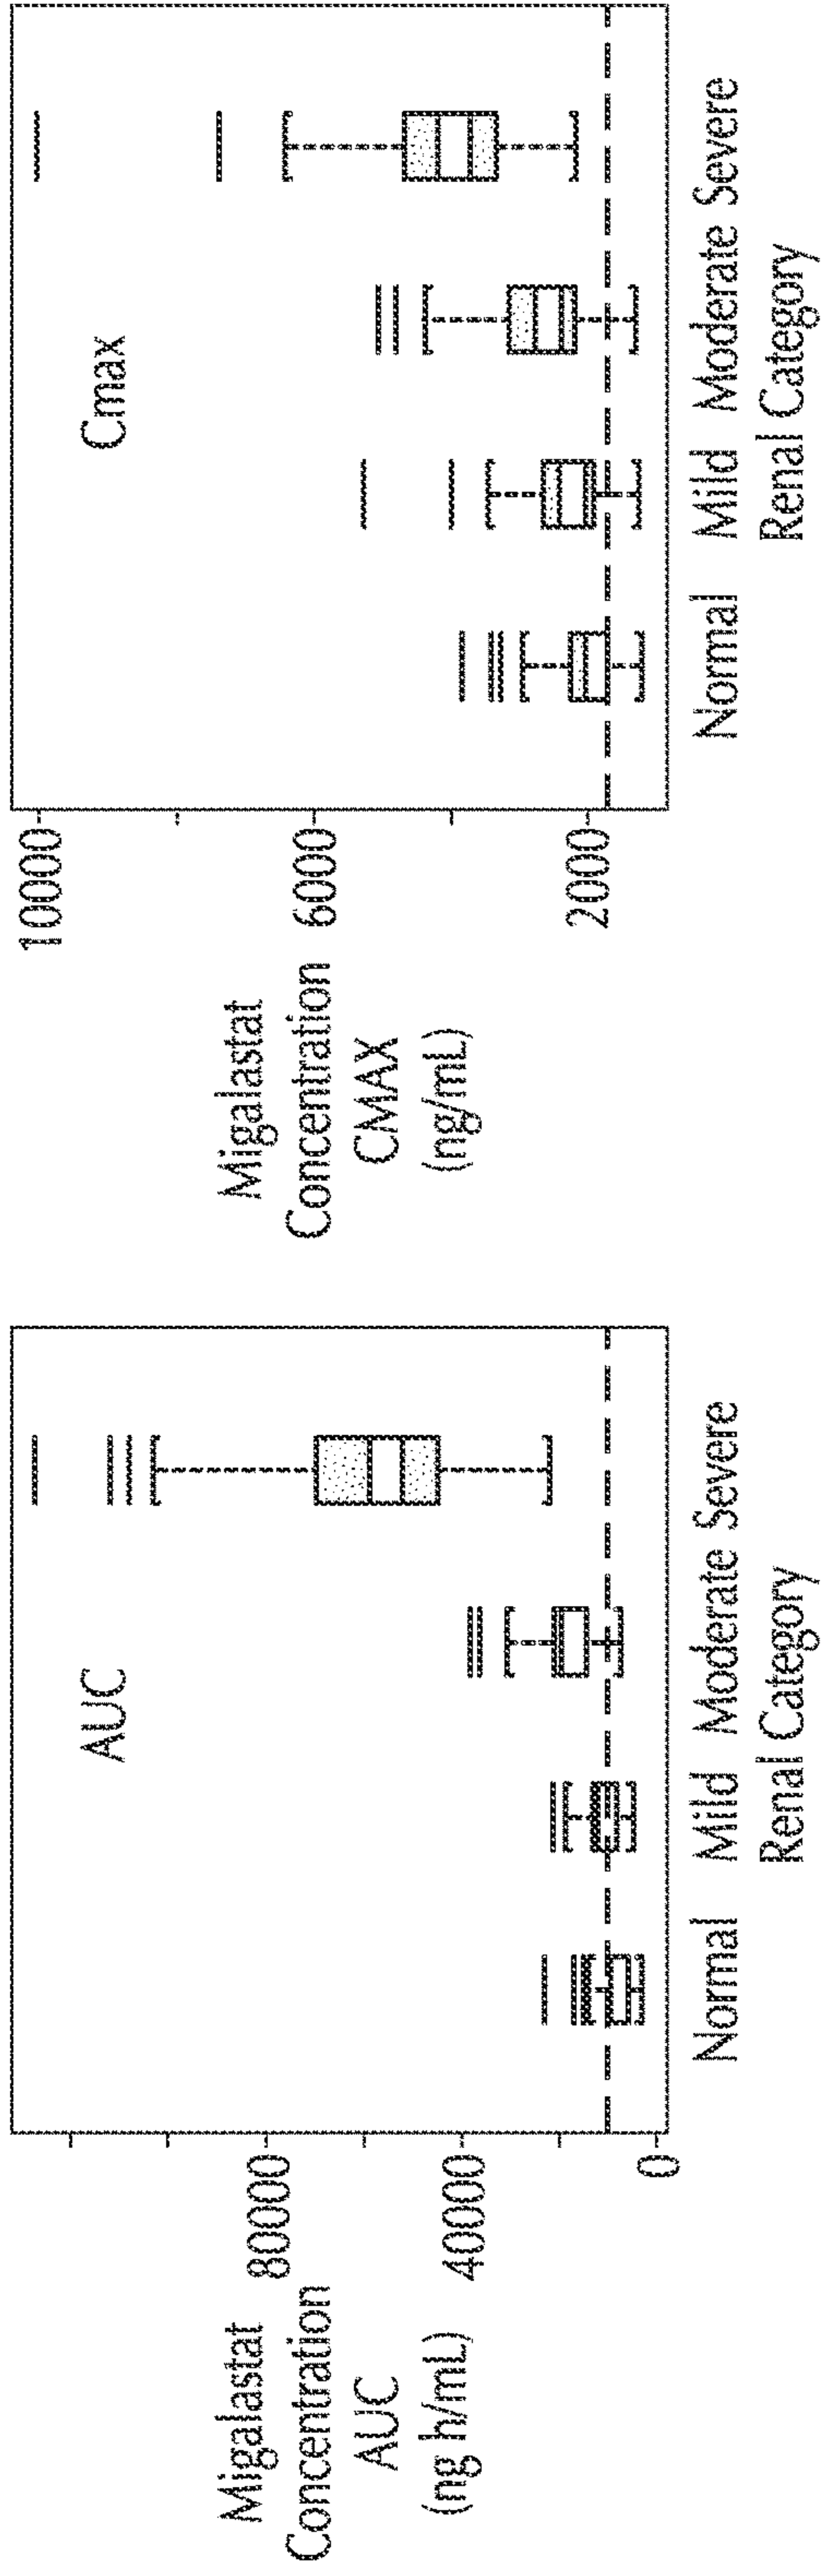 AUC
Migalastat
Concentration
AUC
(ng h/mL)
80000
40000
0
Normal Mild Moderate Severe
Renal Category
Cmax
Migalastat
Concentration
CMAX
(ng/mL)
10000
6000
2000
Normal Mild Moderate Severe
Renal Category